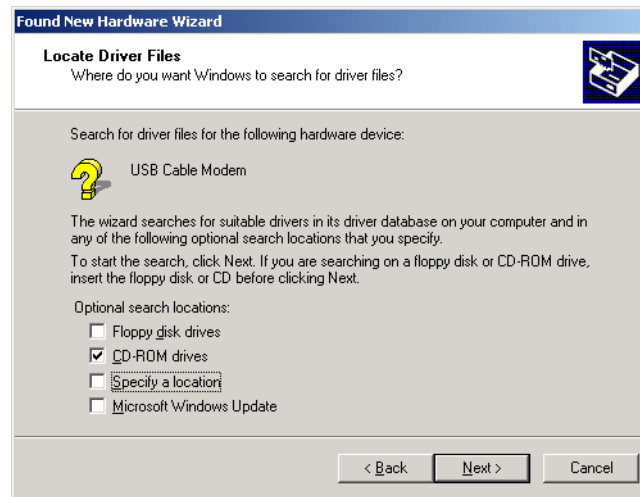 Found New Hardware Wizard
Locate Driver Files
Where do you want Windows to search for driver files?
Search for driver files for the following hardware device:
USB Cable Modem
The wizard searches for suitable drivers in its driver database on your computer and in
any of the following optional search locations that you specify.
To start the search, click Next. If you are searching on a floppy disk or CD-ROM drive,
insert the floppy disk or CD before clicking Next.
Optional search locations:
Floppy disk drives
CD-ROM drives
Specify a location
Microsoft Windows Update
< Back Next > Cancel